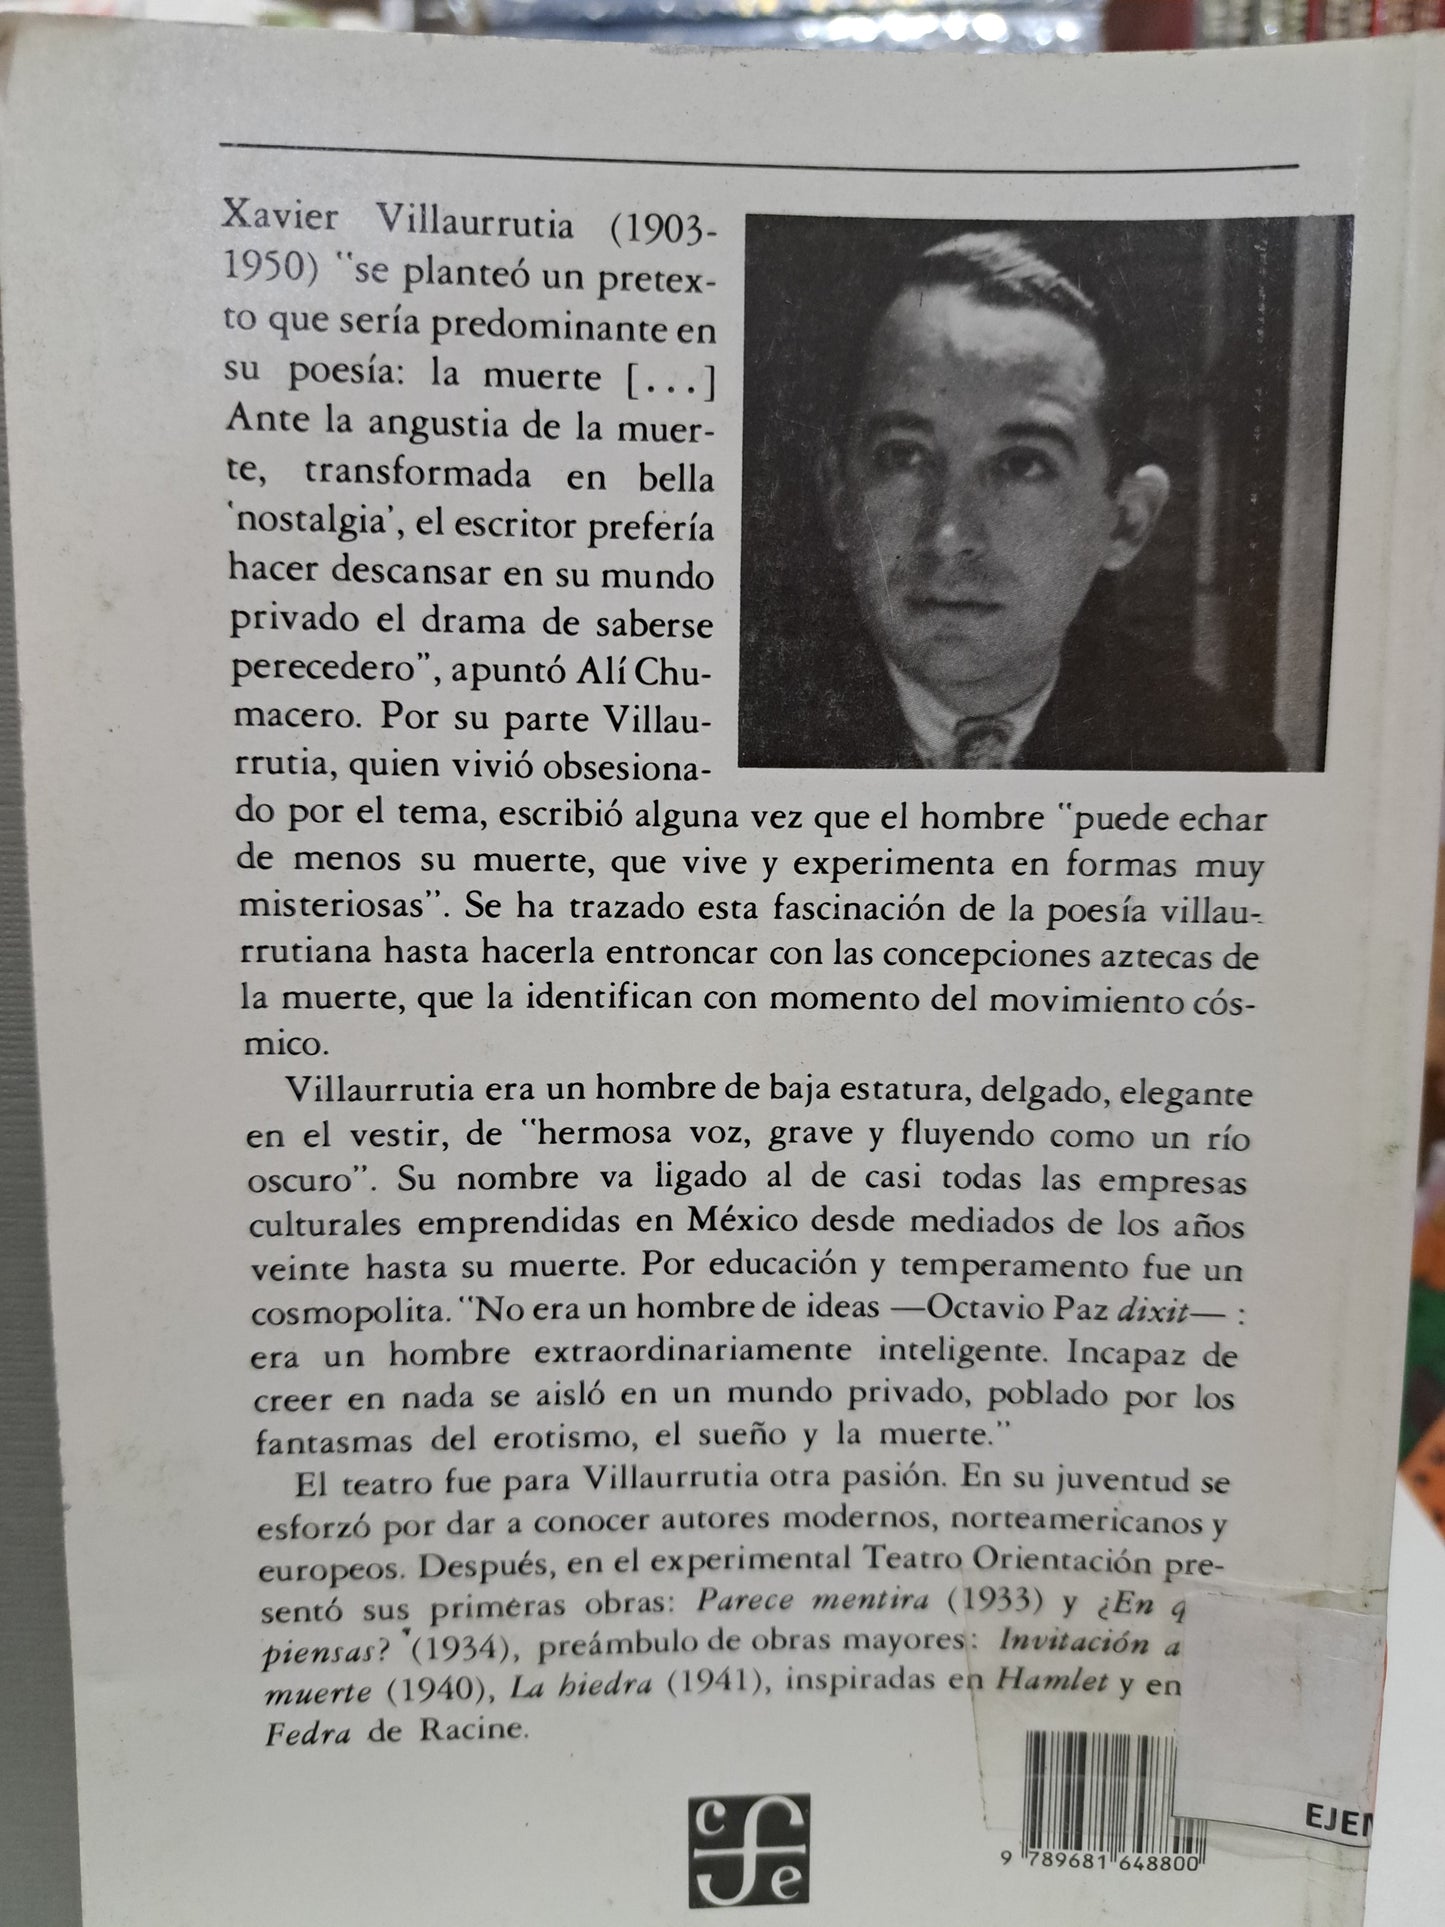 Xavier Villaurrutia (1903-
1950) "se planteó un pretex-
to que sería predominante en
su poesía: la muerte [...]
Ante la angustia de la muer-
te, transformada en bella
'nostalgia', el escritor prefería
hacer descansar en su mundo
privado el drama de saberse
perecedero", apuntó Alí Chu-
macero. Por su parte Villau-
rrutia, quien vivió obsesiona-
do por el tema, escribió alguna vez que el hombre "puede echar
de menos su muerte, que vive y experimenta en formas muy
misteriosas". Se ha trazado esta fascinación de la poesía villau-
rrutiana hasta hacerla entroncar con las concepciones aztecas de
la muerte, que la identifican con momento del movimiento cós-
mico.
Villaurrutia era un hombre de baja estatura, delgado, elegante
en el vestir, de "hermosa voz, grave y fluyendo como un río
oscuro". Su nombre va ligado al de casi todas las empresas
culturales emprendidas en México desde mediados de los años
veinte hasta su muerte. Por educación y temperamento fue un
cosmopolita. "No era un hombre de ideas —Octavio Paz dixit— :
era un hombre extraordinariamente inteligente. Incapaz de
creer en nada se aisló en un mundo privado, poblado por los
fantasmas del erotismo, el sueño y la muerte."
El teatro fue para Villaurrutia otra pasión. En su juventud se
esforzó por dar a conocer autores modernos, norteamericanos y
europeos. Después, en el experimental Teatro Orientación pre-
sentó sus primeras obras: Parece mentira (1933) y ¿En q
piensas? (1934), preámbulo de obras mayores: Invitación a
muerte (1940), La hiedra (1941), inspiradas en Hamlet y en
Fedra de Racine.
cfe
9 789681 648800
EJEM